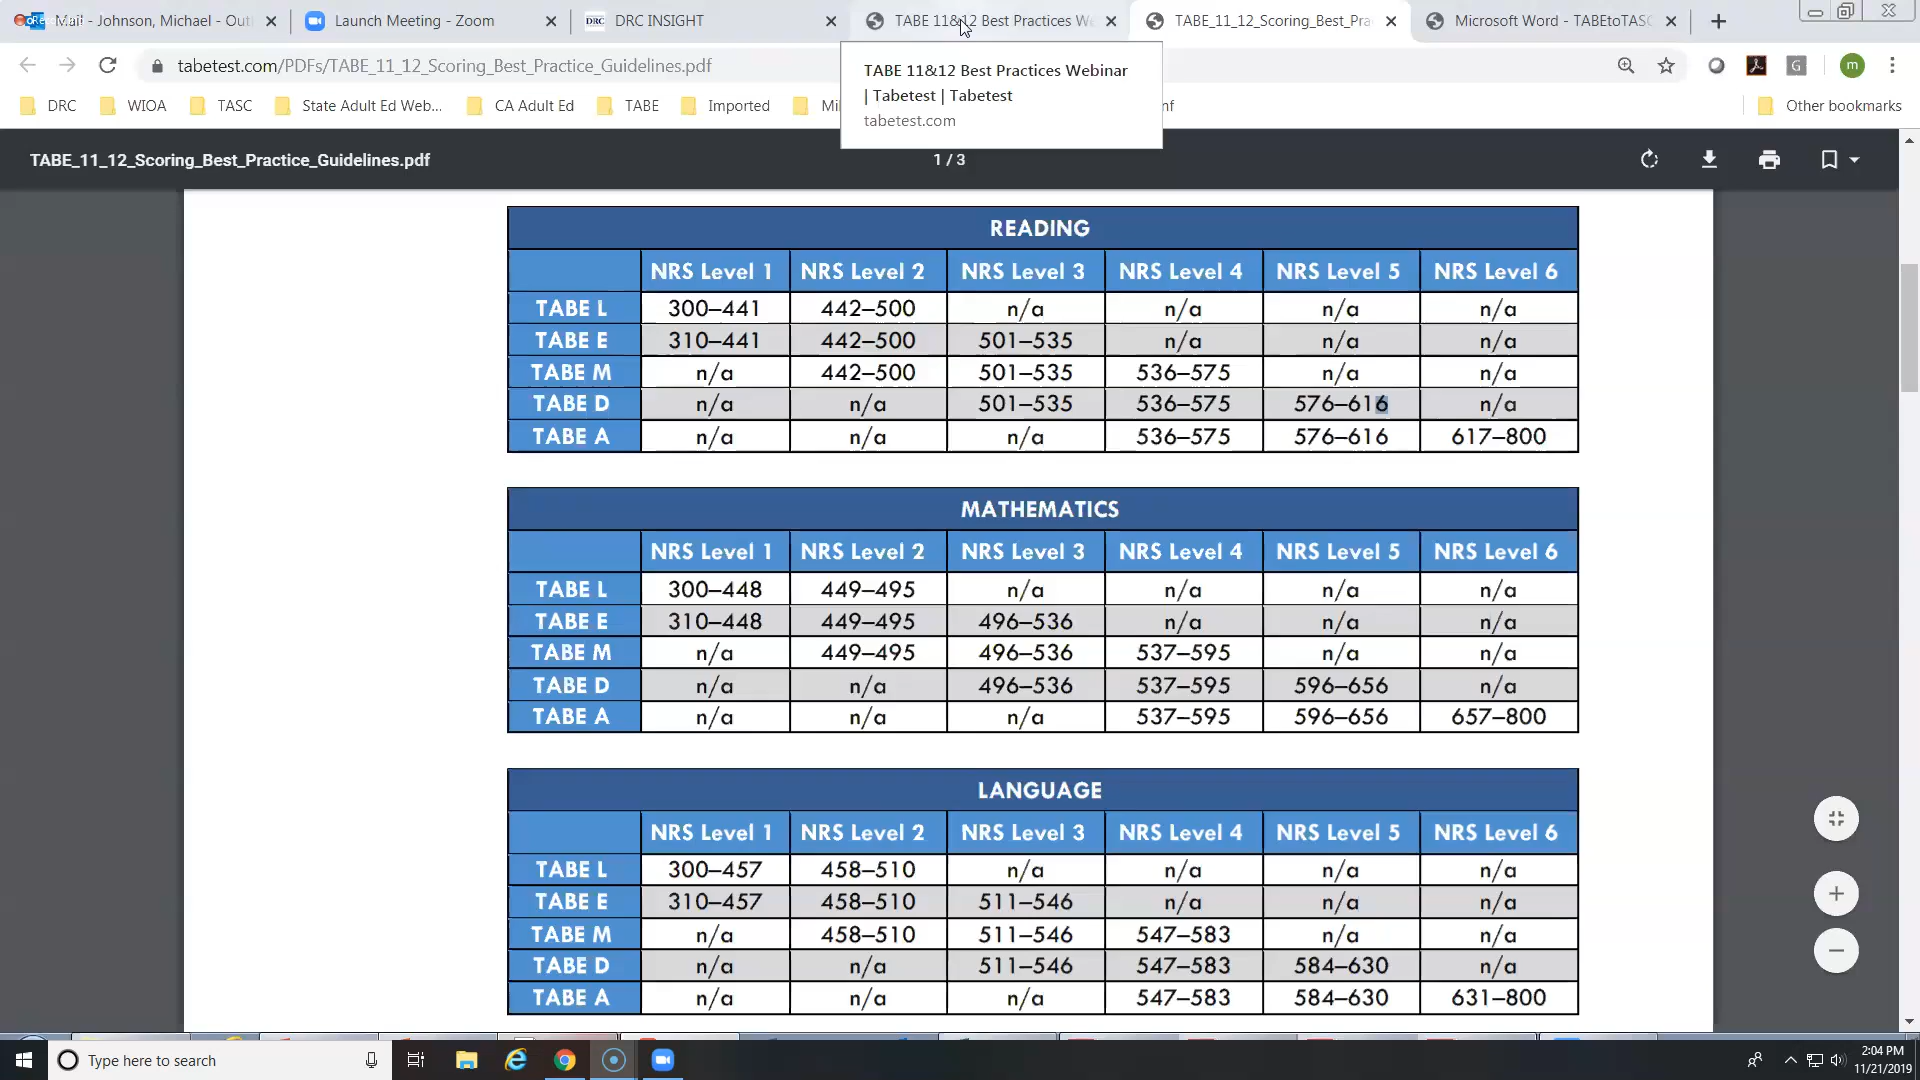 Mail - Johnson, Michael - Outl
Launch Meeting - Zoom
DRC INSIGHT
TABE 11&12 Best Practices We
TABE_11_12_Scoring_Best_Pra
Microsoft Word - TABEtoTASC
tabetest.com/PDFs/TABE_11_12_Scoring_Best_Practice_Guidelines.pdf
DRC
WIOA
TASC
State Adult Ed Web...
CA Adult Ed
TABE
Imported
Other bookmarks
TABE 11&12 Best Practices Webinar
| Tabetest | Tabetest
tabetest.com
TABE_11_12_Scoring_Best_Practice_Guidelines.pdf
1 / 3
READING
NRS Level 1 NRS Level 2 NRS Level 3 NRS Level 4 NRS Level 5 NRS Level 6
TABE L 300–441 442–500 n/a n/a n/a n/a
TABE E 310–441 442–500 501–535 n/a n/a n/a
TABE M n/a 442–500 501–535 536–575 n/a n/a
TABE D n/a n/a 501–535 536–575 576–616 n/a
TABE A n/a n/a n/a 536–575 576–616 617–800
MATHEMATICS
NRS Level 1 NRS Level 2 NRS Level 3 NRS Level 4 NRS Level 5 NRS Level 6
TABE L 300–448 449–495 n/a n/a n/a n/a
TABE E 310–448 449–495 496–536 n/a n/a n/a
TABE M n/a 449–495 496–536 537–595 n/a n/a
TABE D n/a n/a 496–536 537–595 596–656 n/a
TABE A n/a n/a n/a 537–595 596–656 657–800
LANGUAGE
NRS Level 1 NRS Level 2 NRS Level 3 NRS Level 4 NRS Level 5 NRS Level 6
TABE L 300–457 458–510 n/a n/a n/a n/a
TABE E 310–457 458–510 511–546 n/a n/a n/a
TABE M n/a 458–510 511–546 547–583 n/a n/a
TABE D n/a n/a 511–546 547–583 584–630 n/a
TABE A n/a n/a n/a 547–583 584–630 631–800
Type here to search
2:04 PM
11/21/2019